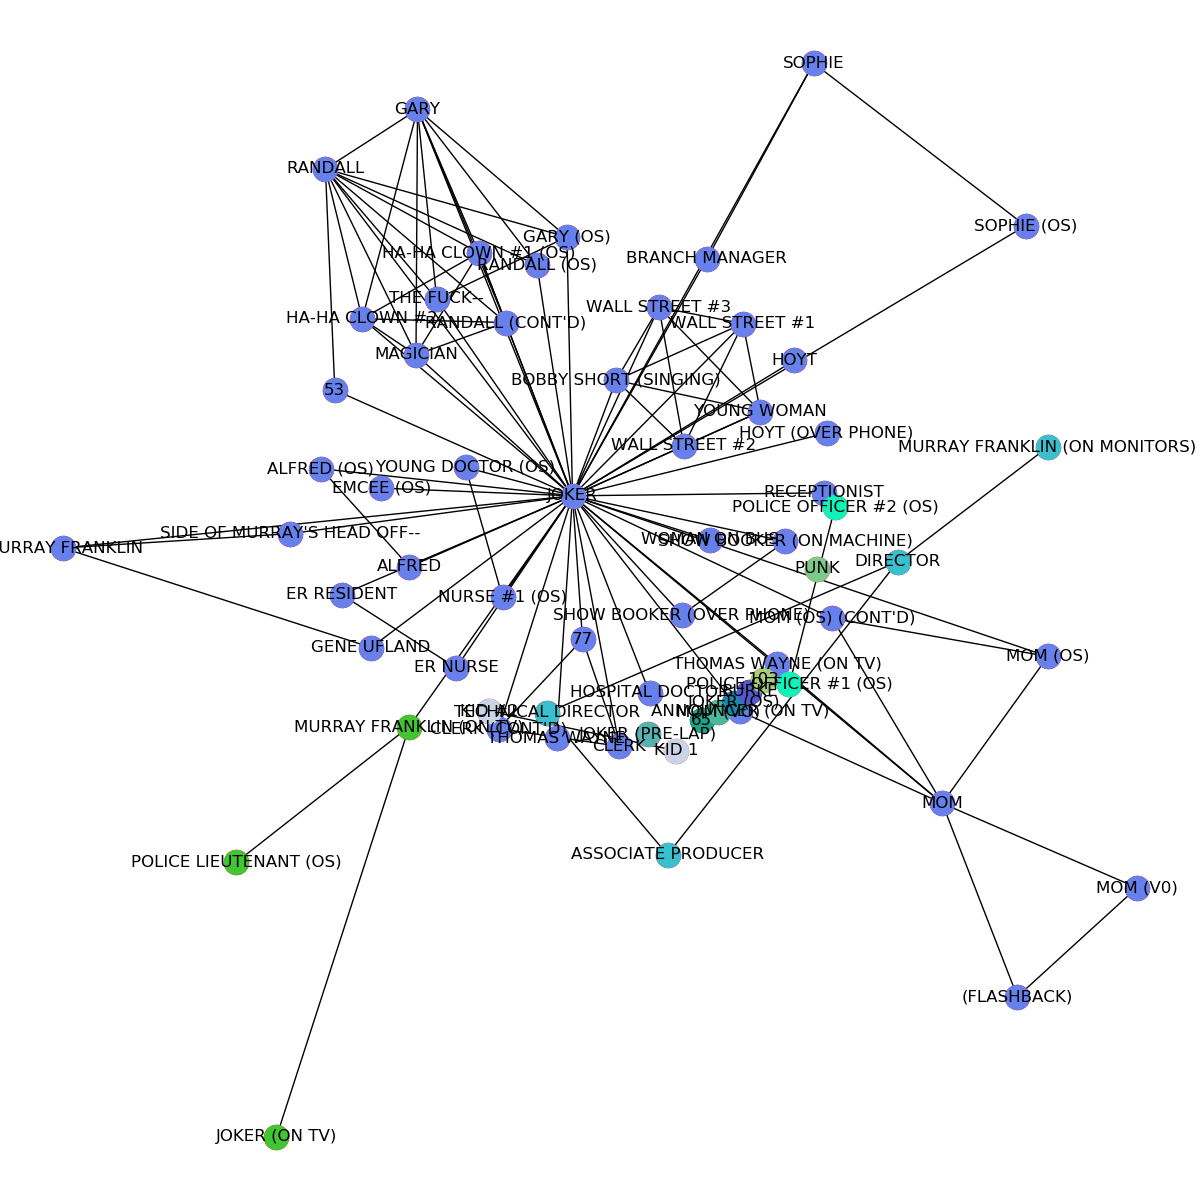 SOPHIE
GARY
RANDALL
SOPHIE (OS)
GARY (OS)
HA-HA CLOWN #1 (OS)
BRANCH MANAGER
RANDALL (OS)
THE FUCK--
WALL STREET #3
HA-HA CLOWN #2
RANDALL (CONT'D)
WALL STREET #1
MAGICIAN
HOYT
BOBBY SHORT (SINGING)
53
YOUNG WOMAN
HOYT (OVER PHONE)
WALL STREET #2
MURRAY FRANKLIN (ON MONITORS)
ALFRED (OS)
YOUNG DOCTOR (OS)
EMCEE (OS)
JOKER
RECEPTIONIST
POLICE OFFICER #2 (OS)
SIDE OF MURRAY'S HEAD OFF--
WOMAN ON BUS
SHOW BOOKER (ON MACHINE)
URRAY FRANKLIN
DIRECTOR
ALFRED
PUNK
ER RESIDENT
NURSE #1 (OS)
SHOW BOOKER (OVER PHONE)
MOM (OS) (CONT'D)
77
GENE UFLAND
MOM (OS)
ER NURSE
THOMAS WAYNE (ON TV)
103
POLICE OFFICER #1 (OS)
HOSPITAL DOCTOR
BURKE
JOKER (OS)
KID #2
TECHNICAL DIRECTOR
ANNOUNCER (ON TV)
65
MURRAY FRANKLIN (ON TV)
CLERK (CONT'D)
JOKER (PRE-LAP)
THOMAS WAYNE
CLERK
KID 1
MOM
ASSOCIATE PRODUCER
POLICE LIEUTENANT (OS)
MOM (V0)
(FLASHBACK)
JOKER (ON TV)